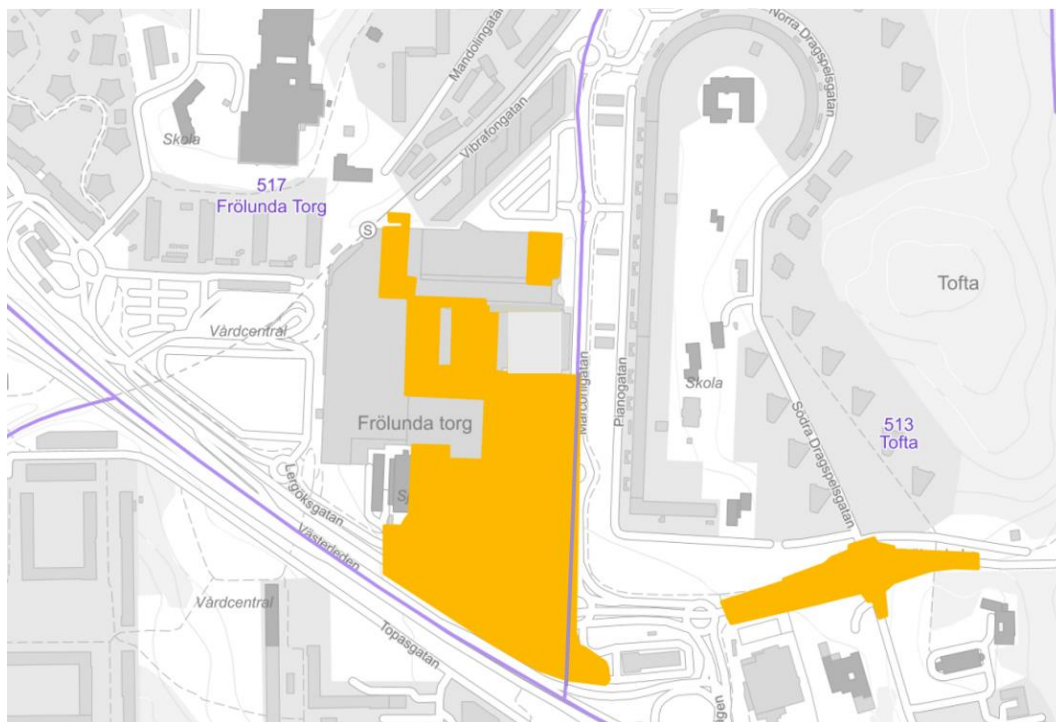 Norra Dragspelsgatan
Mandolingatan
Vibrafongatan
Skola
517
Frölunda Torg
S
Tofta
Vårdcentral
Marconigatan
Pianogatan
Skola
Frölunda torg
Södra Dragspelsgatan
513
Tofta
Lergöksgatan
Västerleden
Vårdcentral
Topasgatan